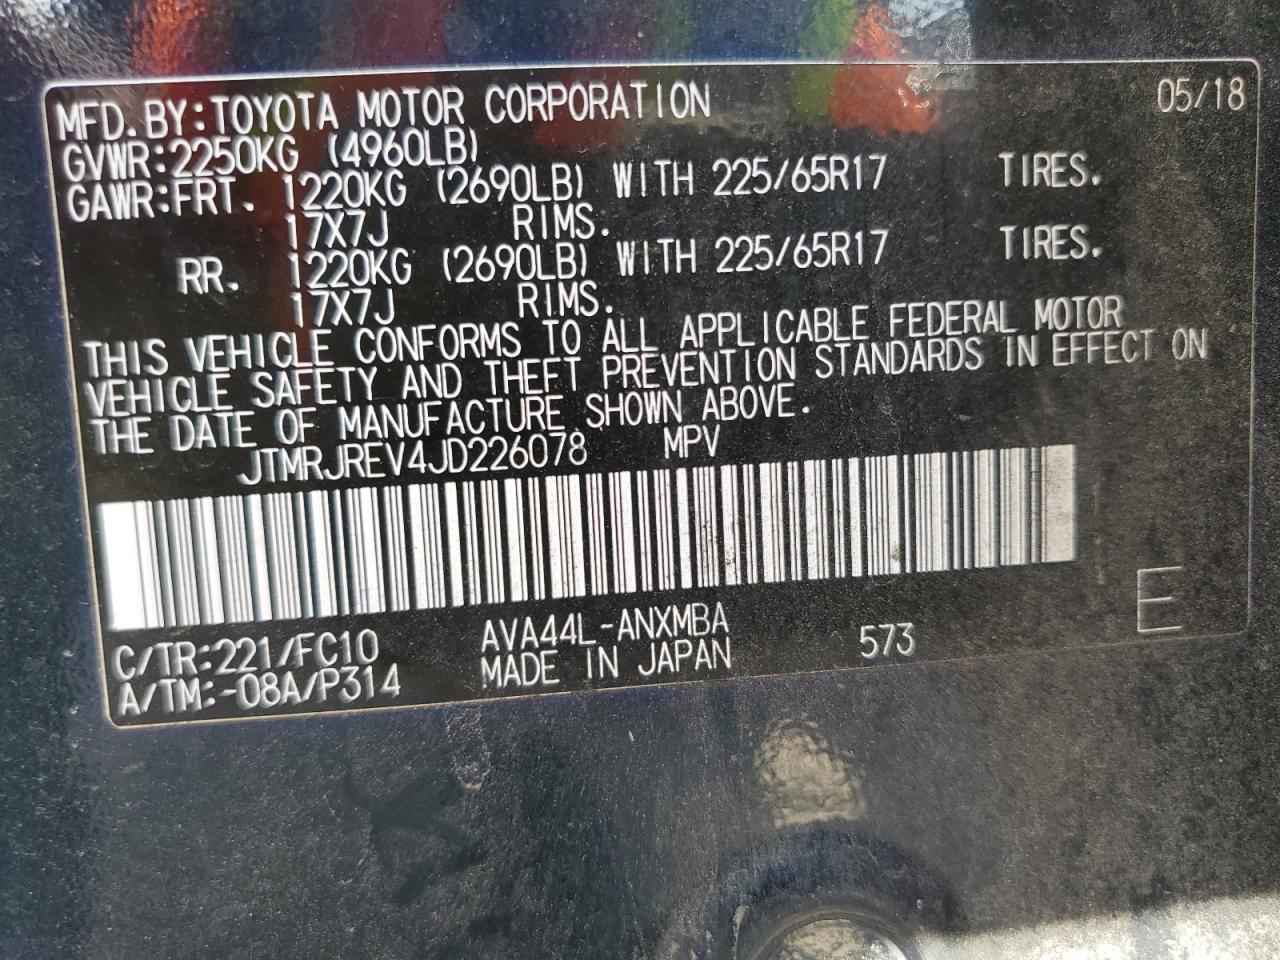 MFD. BY: TOYOTA MOTOR CORPORATION 05/18
GVWR: 2250KG (4960LB)
GAWR: FRT. 1220KG (2690LB) WITH 225/65R17 TIRES.
17X7J RIMS.
RR. 1220KG (2690LB) WITH 225/65R17 TIRES.
17X7J RIMS.
THIS VEHICLE CONFORMS TO ALL APPLICABLE FEDERAL MOTOR
VEHICLE SAFETY AND THEFT PREVENTION STANDARDS IN EFFECT ON
THE DATE OF MANUFACTURE SHOWN ABOVE.
JTMRJREV4JD226078 MPV
C/TR: 221/FC10 AVA44L-ANXMBA 573 E
A/TM: -08A/P314 MADE IN JAPAN